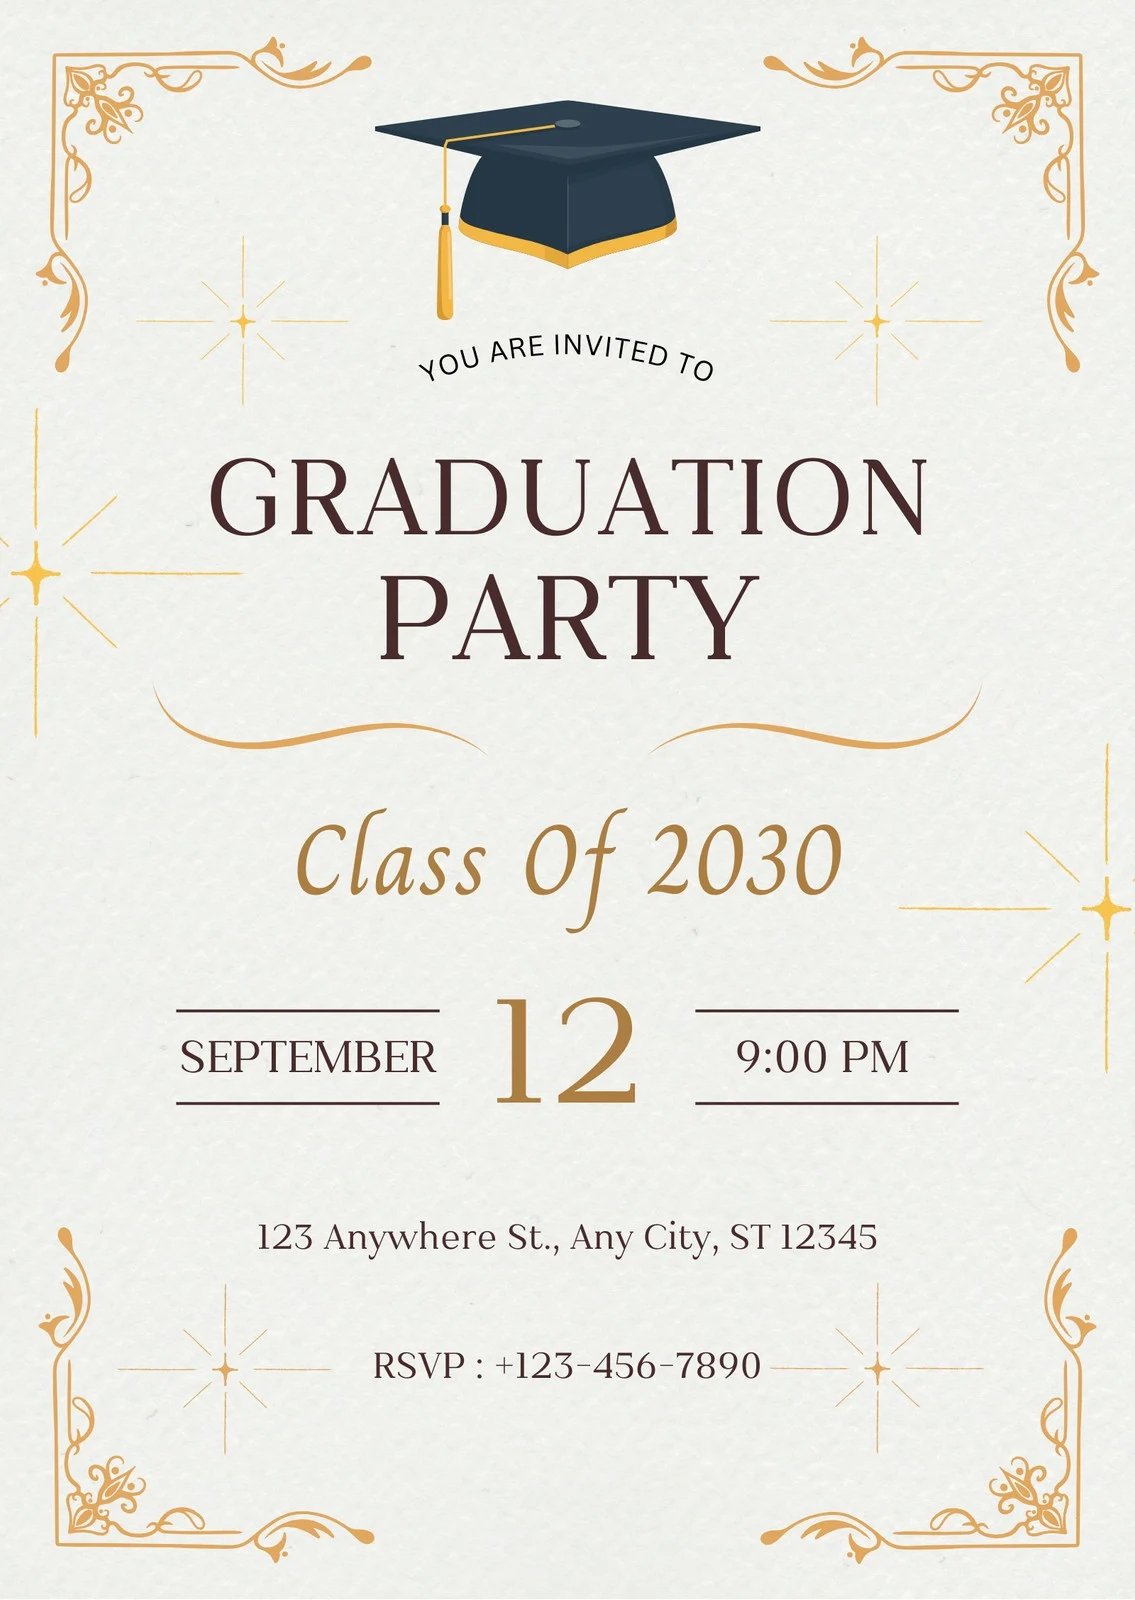 YOU ARE INVITED TO
GRADUATION
PARTY
Class Of 2030
SEPTEMBER 12 9:00 PM
123 Anywhere St., Any City, ST 12345
RSVP : +123-456-7890